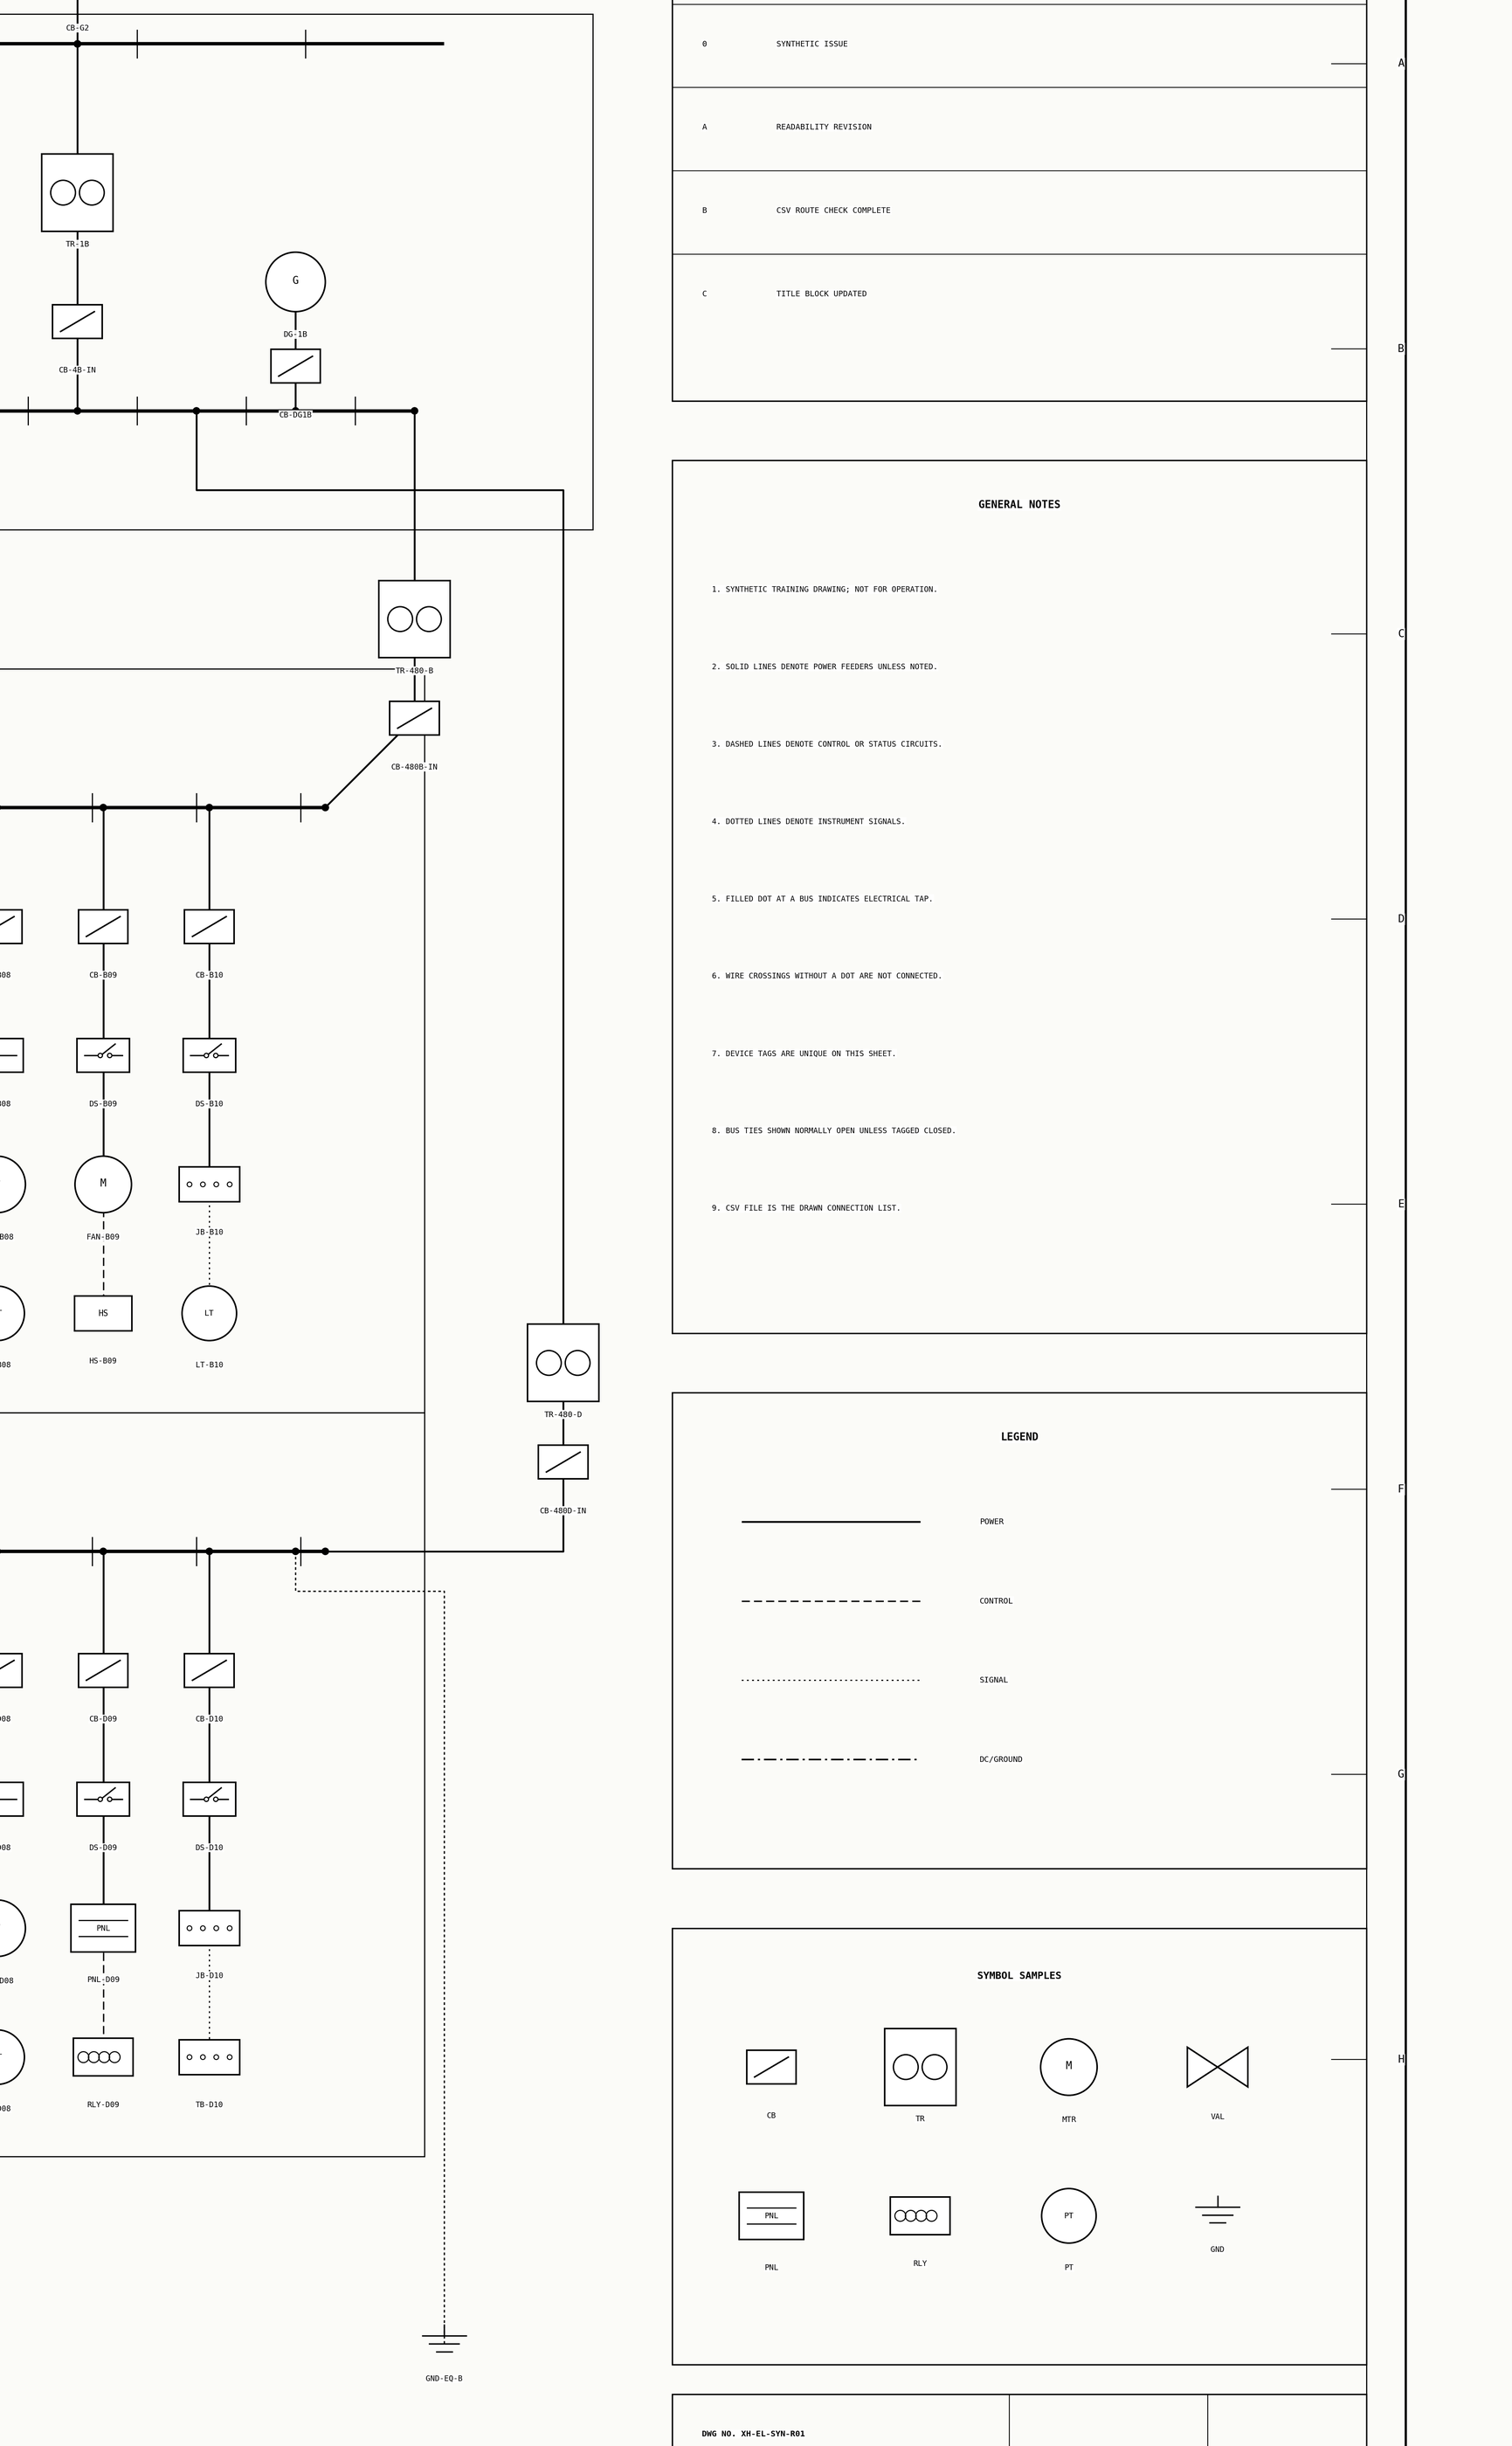 CB-G2
TR-1B
G
DG-1B
CB-4B-IN
CB-DG1B
TR-480-B
CB-480B-IN
CB-B09
CB-B10
DS-B09
DS-B10
M
FAN-B09
JB-B10
HS
LT
HS-B09
LT-B10
TR-480-D
CB-480D-IN
CB-D09
CB-D10
DS-D09
DS-D10
PNL
PNL-D09
JB-D10
RLY-D09
TB-D10
GND-EQ-B
0 SYNTHETIC ISSUE
A READABILITY REVISION
B CSV ROUTE CHECK COMPLETE
C TITLE BLOCK UPDATED
GENERAL NOTES
1. SYNTHETIC TRAINING DRAWING; NOT FOR OPERATION.
2. SOLID LINES DENOTE POWER FEEDERS UNLESS NOTED.
3. DASHED LINES DENOTE CONTROL OR STATUS CIRCUITS.
4. DOTTED LINES DENOTE INSTRUMENT SIGNALS.
5. FILLED DOT AT A BUS INDICATES ELECTRICAL TAP.
6. WIRE CROSSINGS WITHOUT A DOT ARE NOT CONNECTED.
7. DEVICE TAGS ARE UNIQUE ON THIS SHEET.
8. BUS TIES SHOWN NORMALLY OPEN UNLESS TAGGED CLOSED.
9. CSV FILE IS THE DRAWN CONNECTION LIST.
LEGEND
POWER
CONTROL
SIGNAL
DC/GROUND
SYMBOL SAMPLES
M
CB
TR
MTR
VAL
PNL
PT
PNL
RLY
PT
GND
DWG NO. XH-EL-SYN-R01
A
B
C
D
E
F
G
H